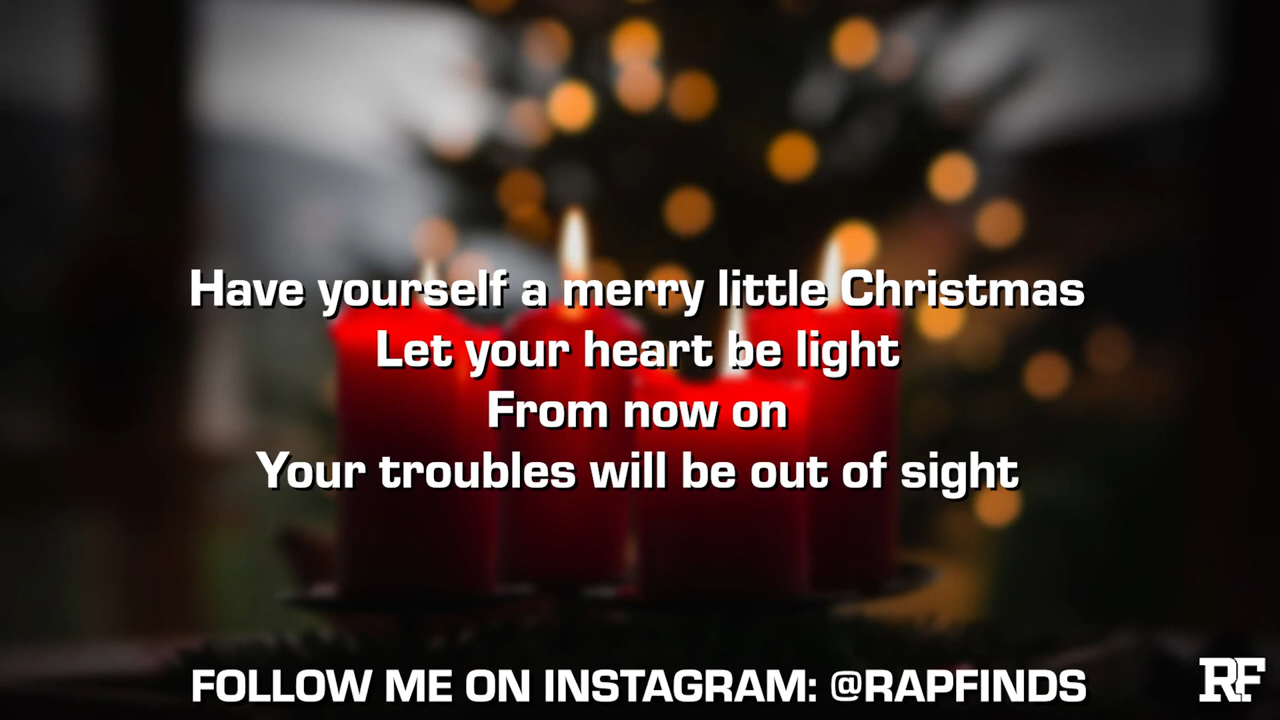 Have yourself a merry little Christmas
Let your heart be light
From now on
Your troubles will be out of sight
FOLLOW ME ON INSTAGRAM: @RAPFINDS
RF